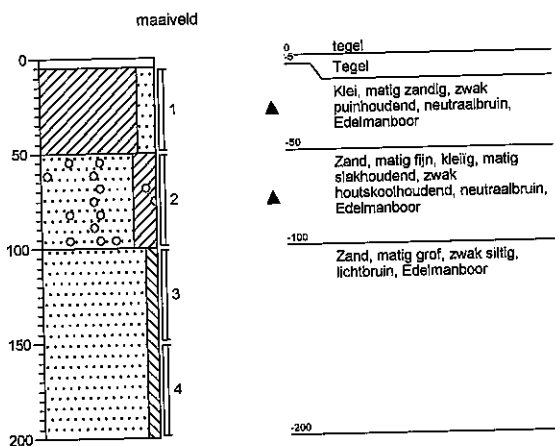 maaiveld
0
50
100
150
200
1
2
3
4
0 tegel
-5 Tegel
Klei, matig zandig, zwak
puinhoudend, neutraalbruin,
Edelmanboor
-50
Zand, matig fijn, kleiïg, matig
slakhoudend, zwak
houtskoolhoudend, neutraalbruin,
Edelmanboor
-100
Zand, matig grof, zwak siltig,
lichtbruin, Edelmanboor
-200